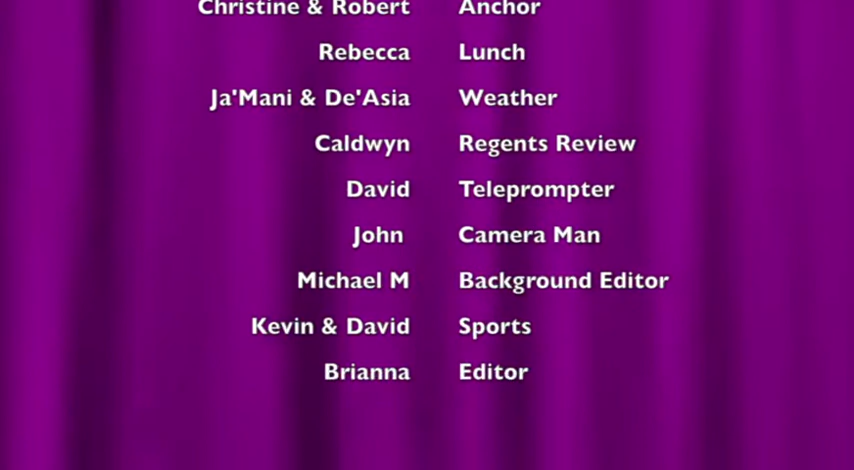 Christine & Robert Anchor
Rebecca Lunch
Ja'Mani & De'Asia Weather
Caldwyn Regents Review
David Teleprompter
John Camera Man
Michael M Background Editor
Kevin & David Sports
Brianna Editor